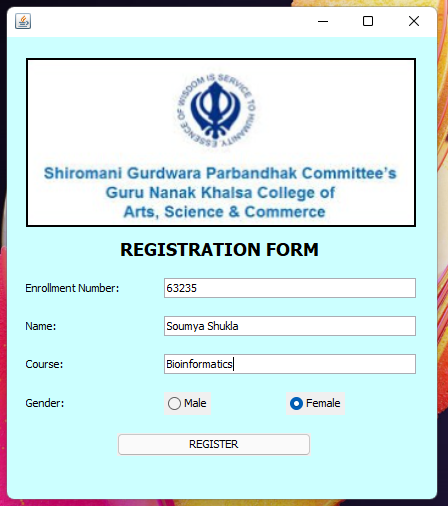 ESSENCE OF WISDOM IS SERVICE TO HUMANITY
Shiromani Gurdwara Parbandhak Committee's
Guru Nanak Khalsa College of
Arts, Science & Commerce
REGISTRATION FORM
Enrollment Number: 63235
Name: Soumya Shukla
Course: Bioinformatics
Gender: Male Female
REGISTER